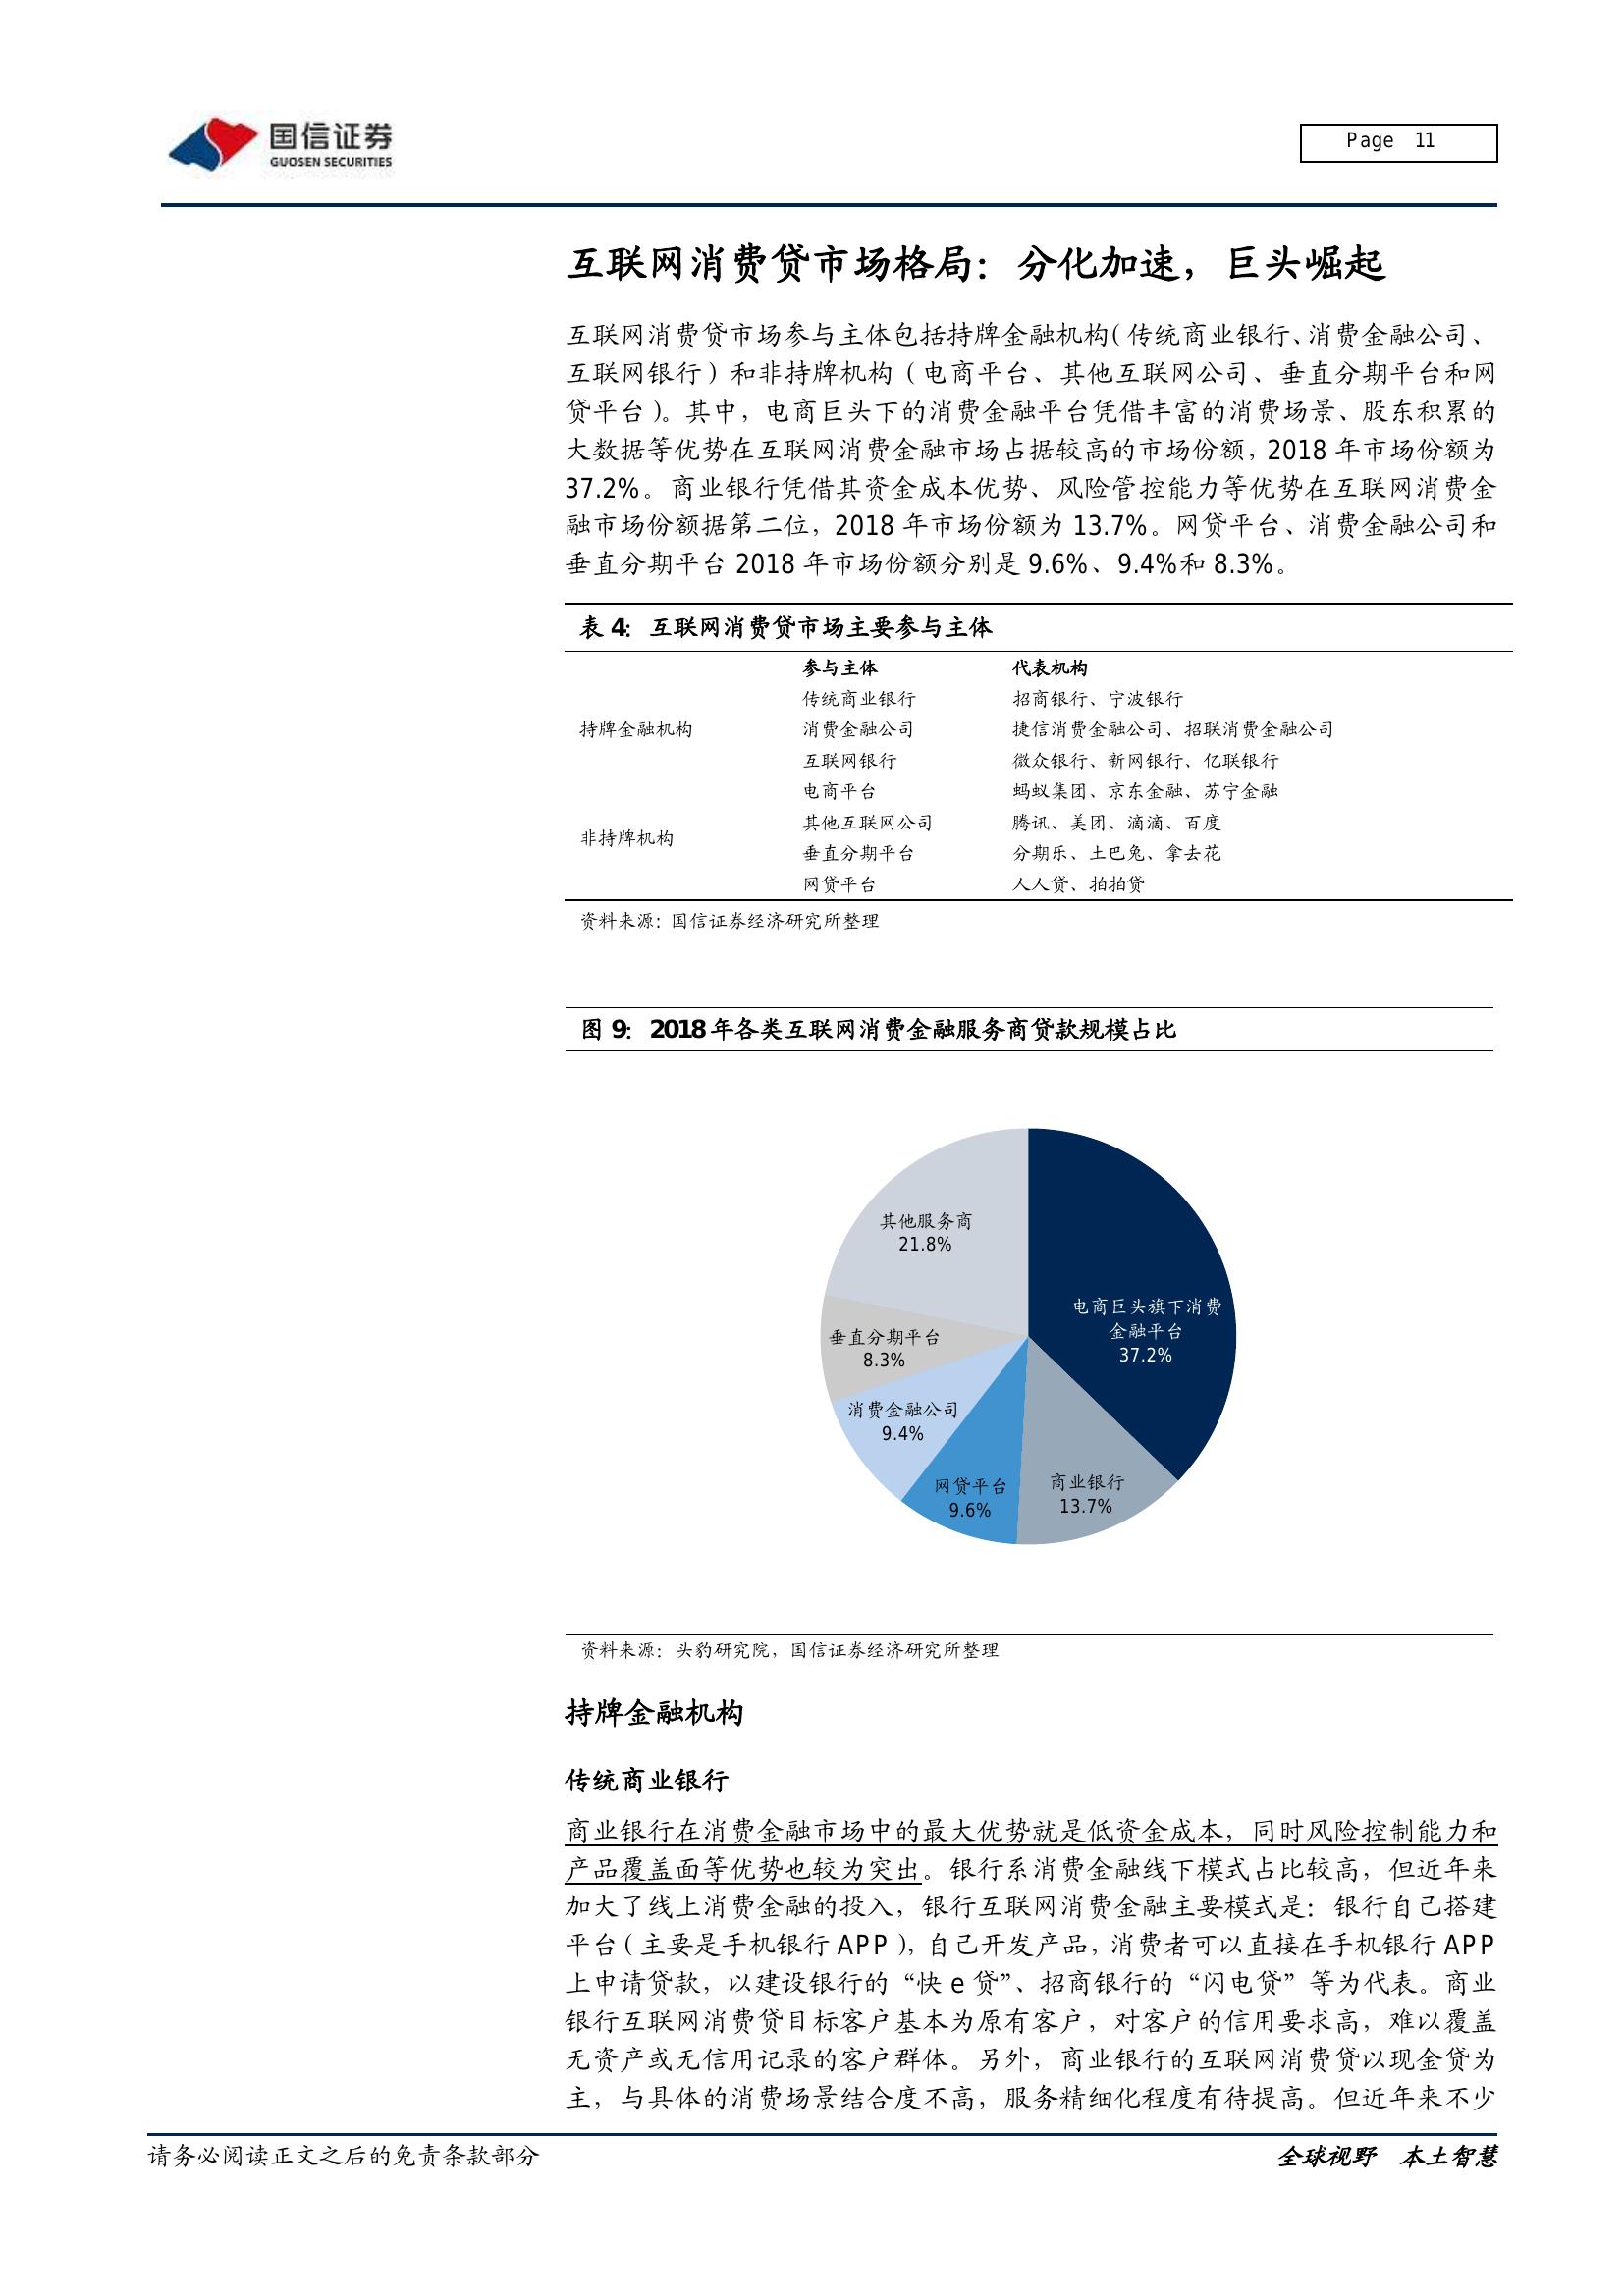 国信证券
GUOSEN SECURITIES
Page 11
互联网消费贷市场格局：分化加速，巨头崛起
互联网消费贷市场参与主体包括持牌金融机构（传统商业银行、消费金融公司、
互联网银行）和非持牌机构（电商平台、其他互联网公司、垂直分期平台和网
贷平台）。其中，电商巨头下的消费金融平台凭借丰富的消费场景、股东积累的
大数据等优势在互联网消费金融市场占据较高的市场份额，2018 年市场份额为
37.2%。商业银行凭借其资金成本优势、风险管控能力等优势在互联网消费金
融市场份额据第二位，2018 年市场份额为 13.7%。网贷平台、消费金融公司和
垂直分期平台 2018 年市场份额分别是 9.6%、9.4%和 8.3%。
表 4： 互联网消费贷市场主要参与主体
参与主体 代表机构
传统商业银行 招商银行、宁波银行
持牌金融机构 消费金融公司 捷信消费金融公司、招联消费金融公司
互联网银行 微众银行、新网银行、亿联银行
电商平台 蚂蚁集团、京东金融、苏宁金融
其他互联网公司 腾讯、美团、滴滴、百度
非持牌机构
垂直分期平台 分期乐、土巴兔、拿去花
网贷平台 人人贷、拍拍贷
资料来源：国信证券经济研究所整理
图 9： 2018 年各类互联网消费金融服务商贷款规模占比
其他服务商
21.8%
电商巨头旗下消费
金融平台
37.2%
垂直分期平台
8.3%
消费金融公司
9.4%
网贷平台
9.6%
商业银行
13.7%
资料来源：头豹研究院，国信证券经济研究所整理
持牌金融机构
传统商业银行
商业银行在消费金融市场中的最大优势就是低资金成本，同时风险控制能力和
产品覆盖面等优势也较为突出。银行系消费金融线下模式占比较高，但近年来
加大了线上消费金融的投入，银行互联网消费金融主要模式是：银行自己搭建
平台（主要是手机银行 APP），自己开发产品，消费者可以直接在手机银行 APP
上申请贷款，以建设银行的“快 e 贷”、招商银行的“闪电贷”等为代表。商业
银行互联网消费贷目标客户基本为原有客户，对客户的信用要求高，难以覆盖
无资产或无信用记录的客户群体。另外，商业银行的互联网消费贷以现金贷为
主，与具体的消费场景结合度不高，服务精细化程度有待提高。但近年来不少
请务必阅读正文之后的免责条款部分 全球视野 本土智慧